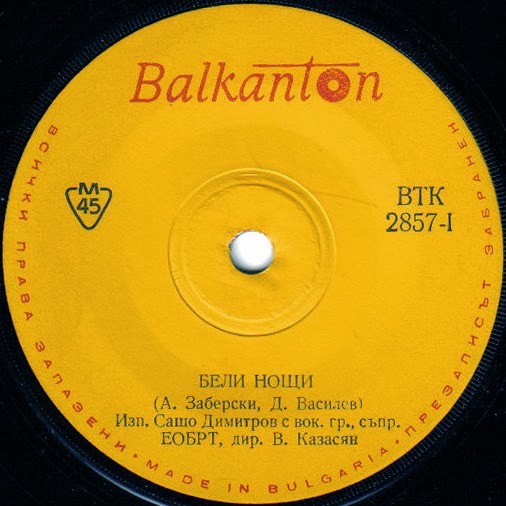 Balkanton
ВСИЧКИ ПРАВА ЗАПАЗЕНИ • MADE IN BULGARIA • ПРЕЗАПИСЪТ ЗАБРАНЕН
М
45
ВТК
2857-I
БЕЛИ НОЩИ
(А. Заберски, Д. Василев)
Изп. Сашо Димитров с вок. гр., съпр.
ЕОБРТ, дир. В. Казасян